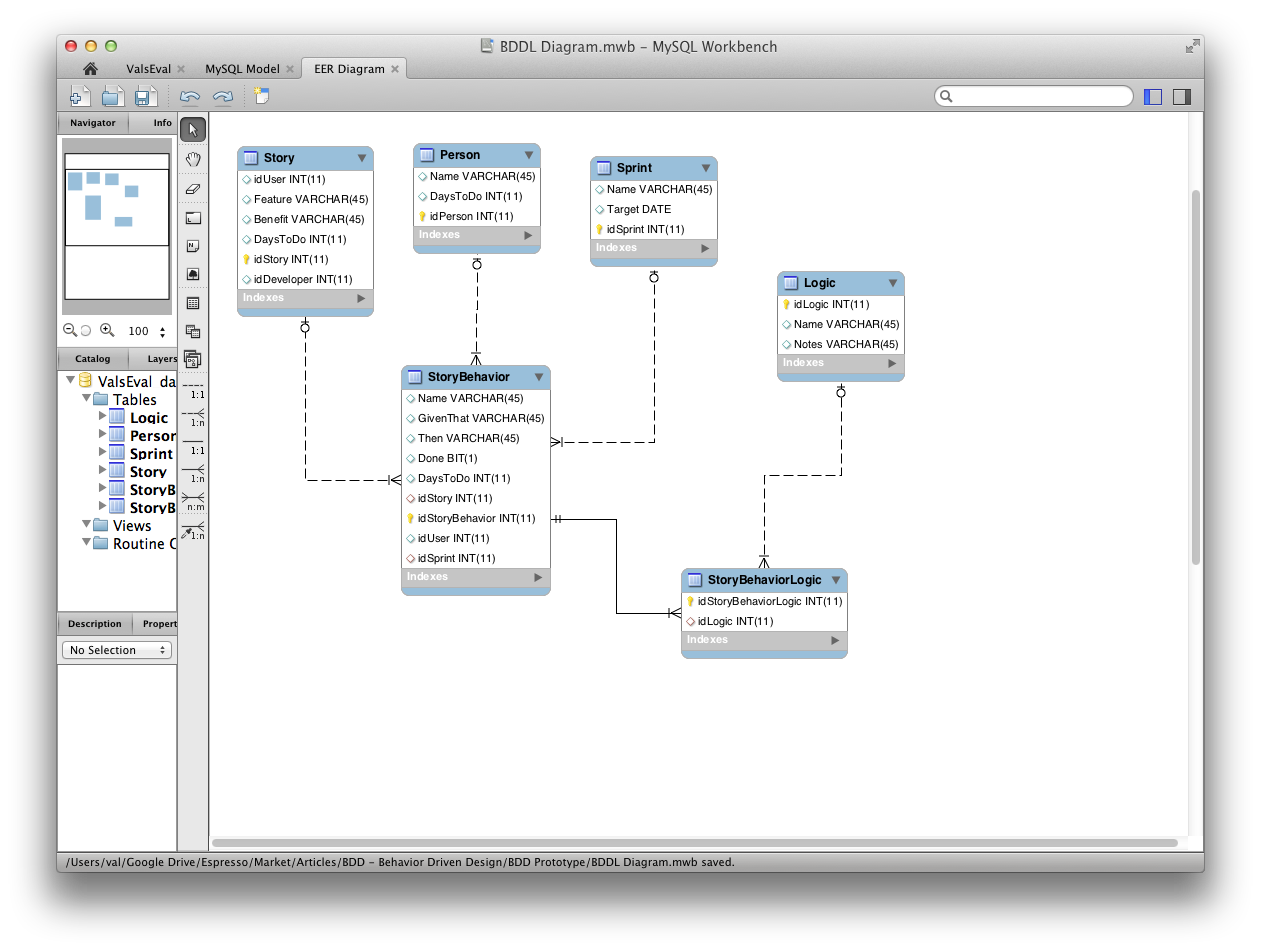 BDDL Diagram.mwb - MySQL Workbench
ValsEval
MySQL Model
EER Diagram
Navigator
Info
100
Catalog
Layers
ValsEval_da
Tables
Logic
Person
Sprint
Story
StoryB
StoryB
Views
Routine G
Description
Propert
No Selection
1:1
1:n
1:1
1:n
n:m
1:n
Story
idUser INT(11)
Feature VARCHAR(45)
Benefit VARCHAR(45)
DaysToDo INT(11)
idStory INT(11)
idDeveloper INT(11)
Indexes
Person
Name VARCHAR(45)
DaysToDo INT(11)
idPerson INT(11)
Indexes
Sprint
Name VARCHAR(45)
Target DATE
idSprint INT(11)
Indexes
Logic
idLogic INT(11)
Name VARCHAR(45)
Notes VARCHAR(45)
Indexes
StoryBehavior
Name VARCHAR(45)
GivenThat VARCHAR(45)
Then VARCHAR(45)
Done BIT(1)
DaysToDo INT(11)
idStory INT(11)
idStoryBehavior INT(11)
idUser INT(11)
idSprint INT(11)
Indexes
StoryBehaviorLogic
idStoryBehaviorLogic INT(11)
idLogic INT(11)
Indexes
/Users/val/Google Drive/Espresso/Market/Articles/BDD - Behavior Driven Design/BDD Prototype/BDDL Diagram.mwb saved.